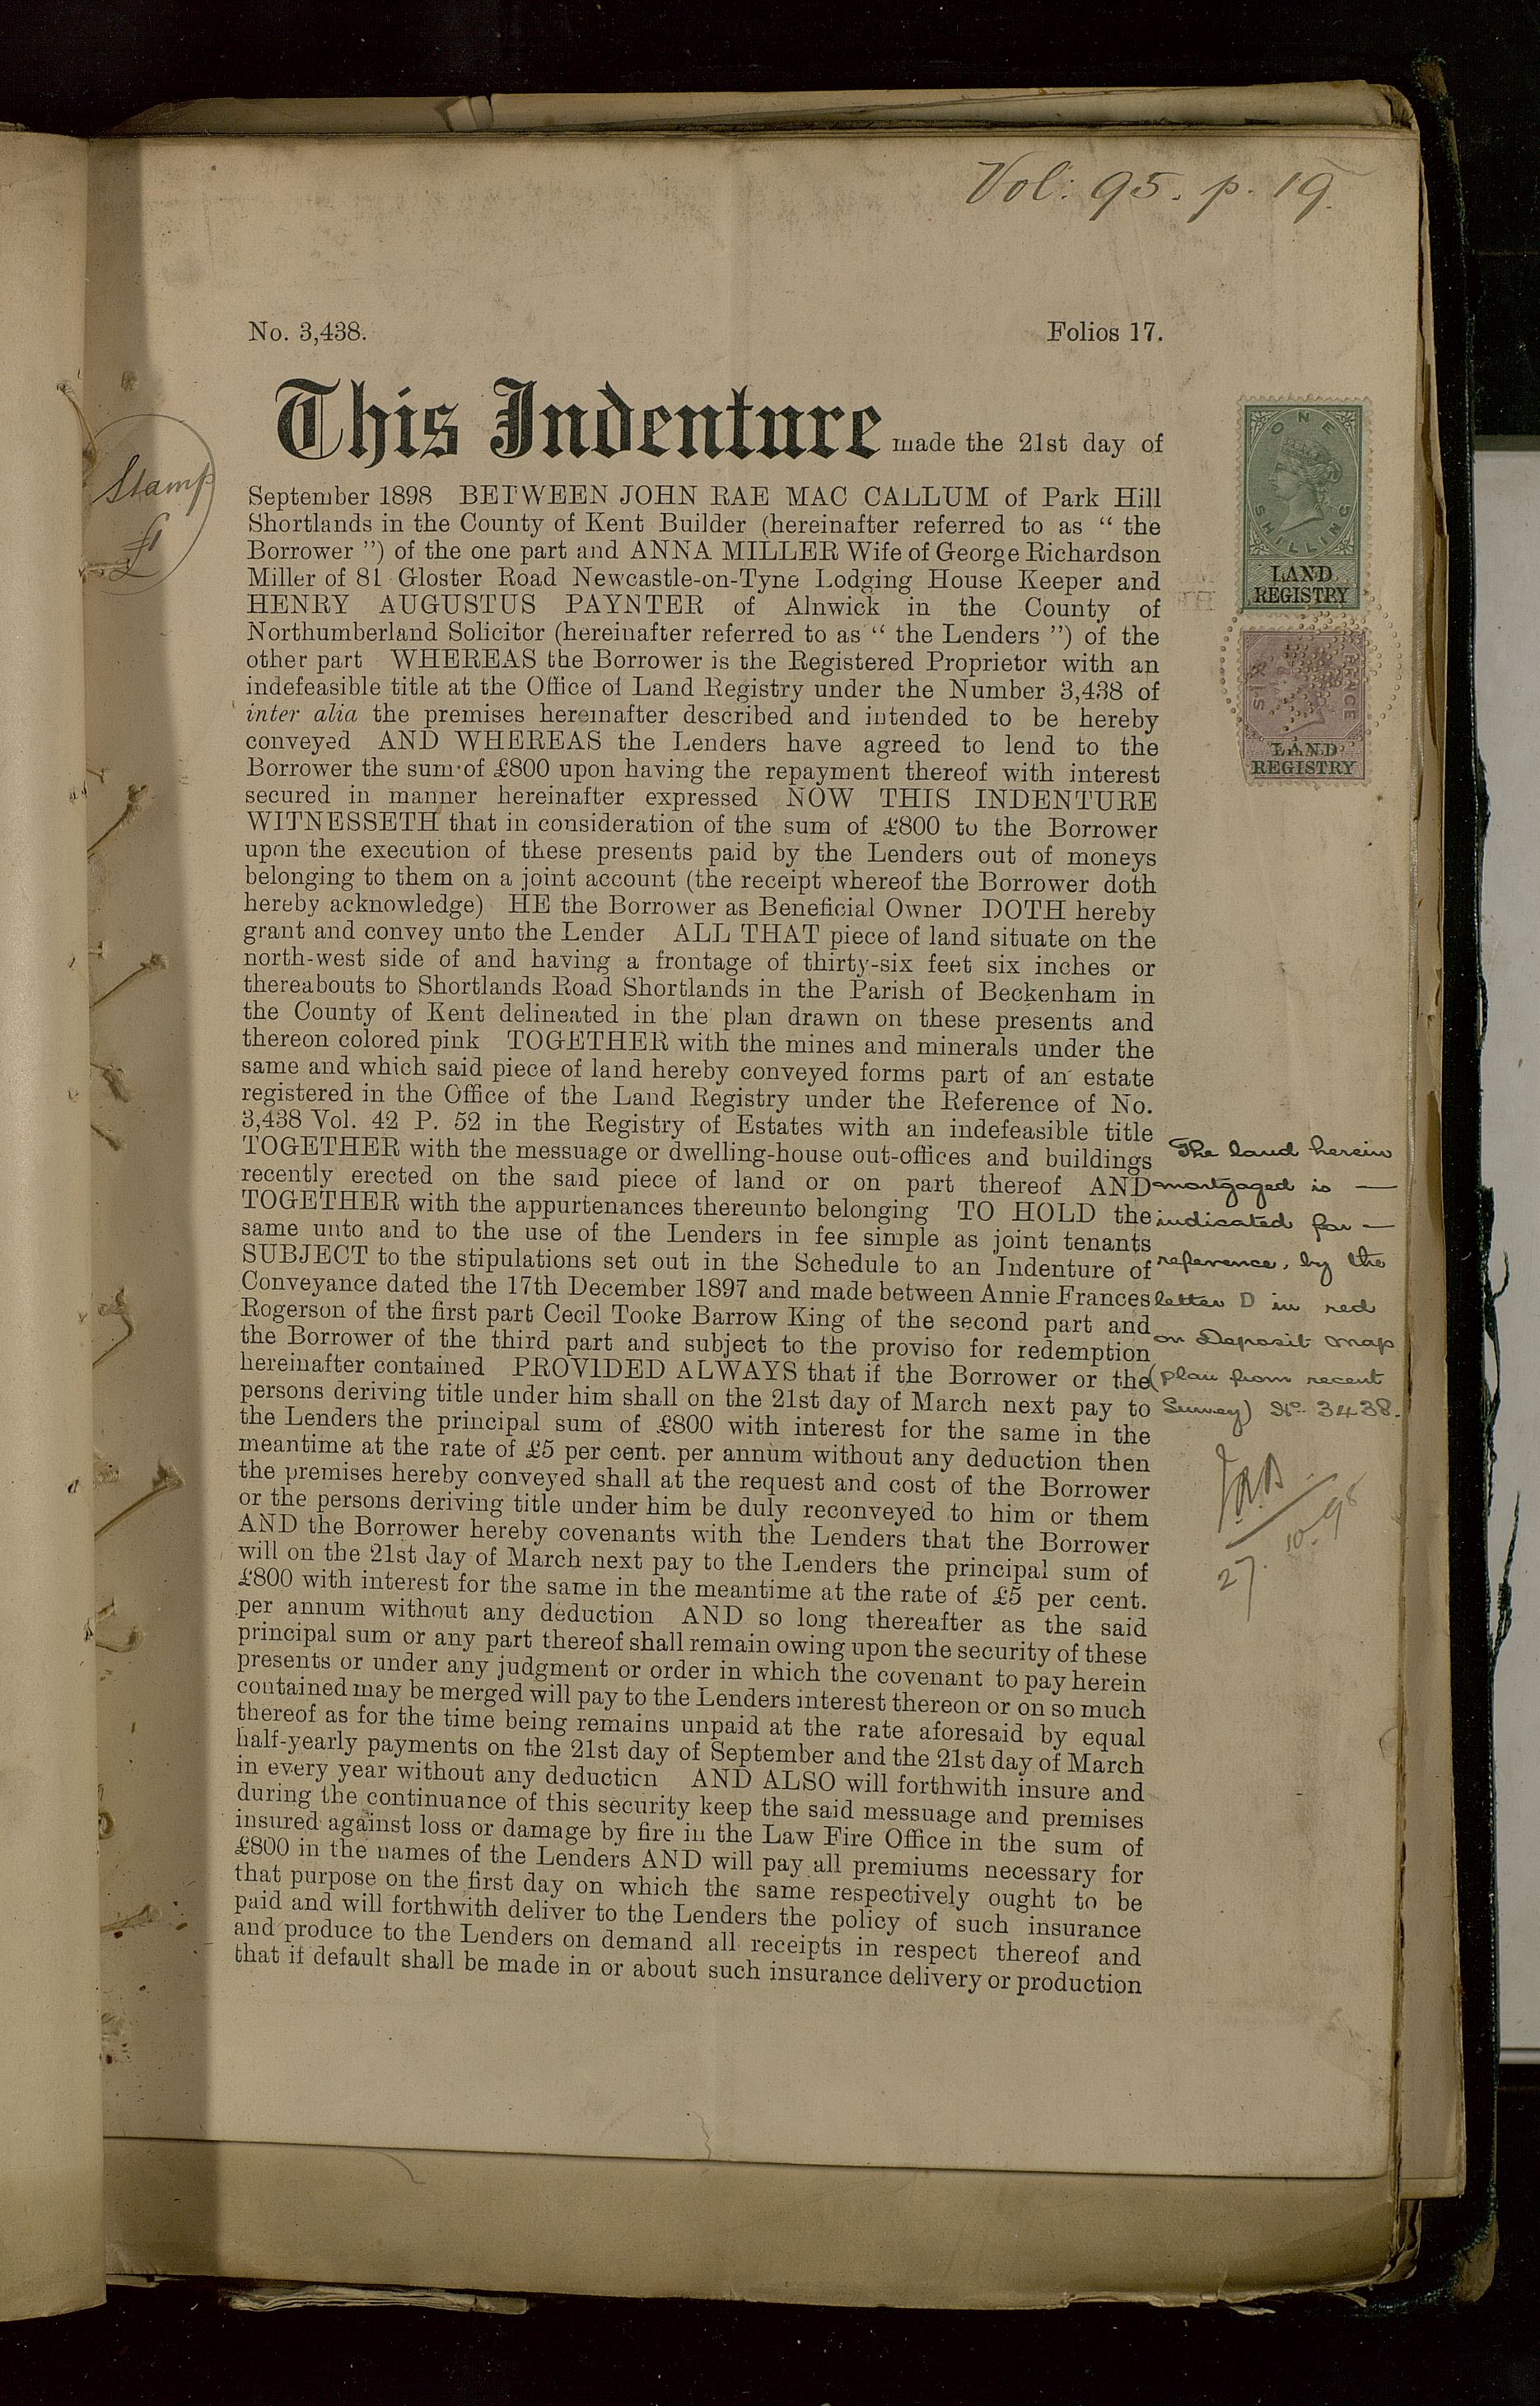 Vol: 95. p. 19.
No. 3,438.
Folios 17.
Stamp
This Indenture made the 21st day of
September 1898 BETWEEN JOHN RAE MAC CALLUM of Park Hill
Shortlands in the County of Kent Builder (hereinafter referred to as “ the
Borrower ”) of the one part and ANNA MILLER Wife of George Richardson
Miller of 81 Gloster Road Newcastle-on-Tyne Lodging House Keeper and
HENRY AUGUSTUS PAYNTER of Alnwick in the County of
Northumberland Solicitor (hereinafter referred to as “ the Lenders ”) of the
other part WHEREAS the Borrower is the Registered Proprietor with an
indefeasible title at the Office of Land Registry under the Number 3,438 of
inter alia the premises hereinafter described and intended to be hereby
conveyed AND WHEREAS the Lenders have agreed to lend to the
Borrower the sum of £800 upon having the repayment thereof with interest
secured in manner hereinafter expressed NOW THIS INDENTURE
WITNESSETH that in consideration of the sum of £800 to the Borrower
upon the execution of these presents paid by the Lenders out of moneys
belonging to them on a joint account (the receipt whereof the Borrower doth
hereby acknowledge) HE the Borrower as Beneficial Owner DOTH hereby
grant and convey unto the Lender ALL THAT piece of land situate on the
north-west side of and having a frontage of thirty-six feet six inches or
thereabouts to Shortlands Road Shortlands in the Parish of Beckenham in
the County of Kent delineated in the plan drawn on these presents and
thereon colored pink TOGETHER with the mines and minerals under the
same and which said piece of land hereby conveyed forms part of an estate
registered in the Office of the Land Registry under the Reference of No.
3,438 Vol. 42 P. 52 in the Registry of Estates with an indefeasible title
TOGETHER with the messuage or dwelling-house out-offices and buildings
recently erected on the said piece of land or on part thereof AND
TOGETHER with the appurtenances thereunto belonging TO HOLD the
same unto and to the use of the Lenders in fee simple as joint tenants
SUBJECT to the stipulations set out in the Schedule to an Indenture of
Conveyance dated the 17th December 1897 and made between Annie Frances
Rogerson of the first part Cecil Tooke Barrow King of the second part and
the Borrower of the third part and subject to the proviso for redemption
hereinafter contained PROVIDED ALWAYS that if the Borrower or the
persons deriving title under him shall on the 21st day of March next pay to
the Lenders the principal sum of £800 with interest for the same in the
meantime at the rate of £5 per cent. per annum without any deduction then
the premises hereby conveyed shall at the request and cost of the Borrower
or the persons deriving title under him be duly reconveyed to him or them
AND the Borrower hereby covenants with the Lenders that the Borrower
will on the 21st day of March next pay to the Lenders the principal sum of
£800 with interest for the same in the meantime at the rate of £5 per cent.
per annum without any deduction AND so long thereafter as the said
principal sum or any part thereof shall remain owing upon the security of these
presents or under any judgment or order in which the covenant to pay herein
contained may be merged will pay to the Lenders interest thereon or on so much
thereof as for the time being remains unpaid at the rate aforesaid by equal
half-yearly payments on the 21st day of September and the 21st day of March
in every year without any deduction AND ALSO will forthwith insure and
during the continuance of this security keep the said messuage and premises
insured against loss or damage by fire in the Law Fire Office in the sum of
£800 in the names of the Lenders AND will pay all premiums necessary for
that purpose on the first day on which the same respectively ought to be
paid and will forthwith deliver to the Lenders the policy of such insurance
and produce to the Lenders on demand all receipts in respect thereof and
that if default shall be made in or about such insurance delivery or production
ONE
SHILLING
LAND
REGISTRY
SIX
PENCE
LAND
REGISTRY
The land herein
mortgaged is —
indicated for —
reference, by the
letter D in red
on Deposit Map
(plan from recent
Survey) No. 3438.
27. 10. 98